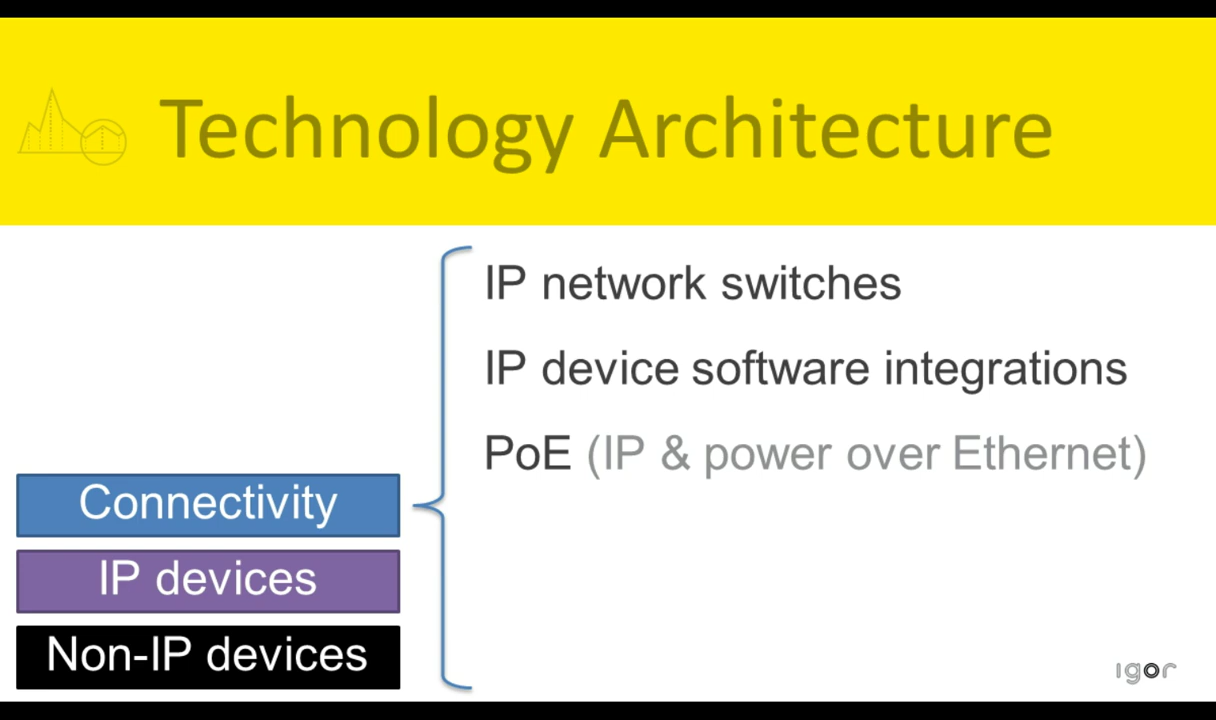 Technology Architecture
IP network switches
IP device software integrations
PoE (IP & power over Ethernet)
Connectivity
IP devices
Non-IP devices
igor